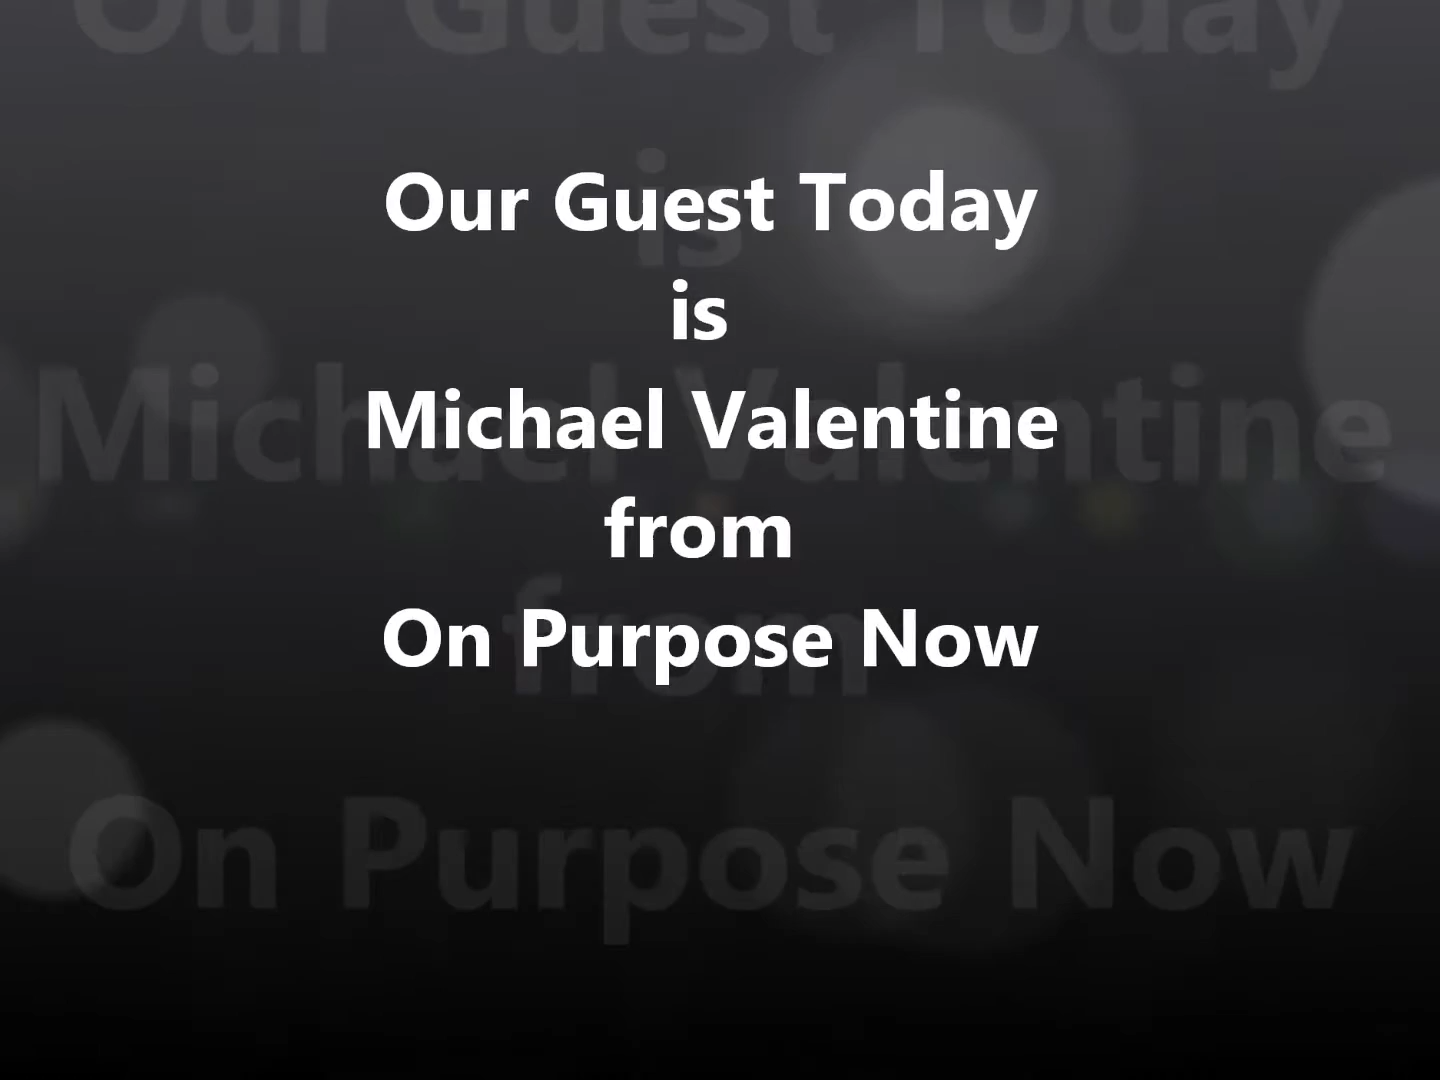 Our Guest Today
is
Michael Valentine
from
On Purpose Now